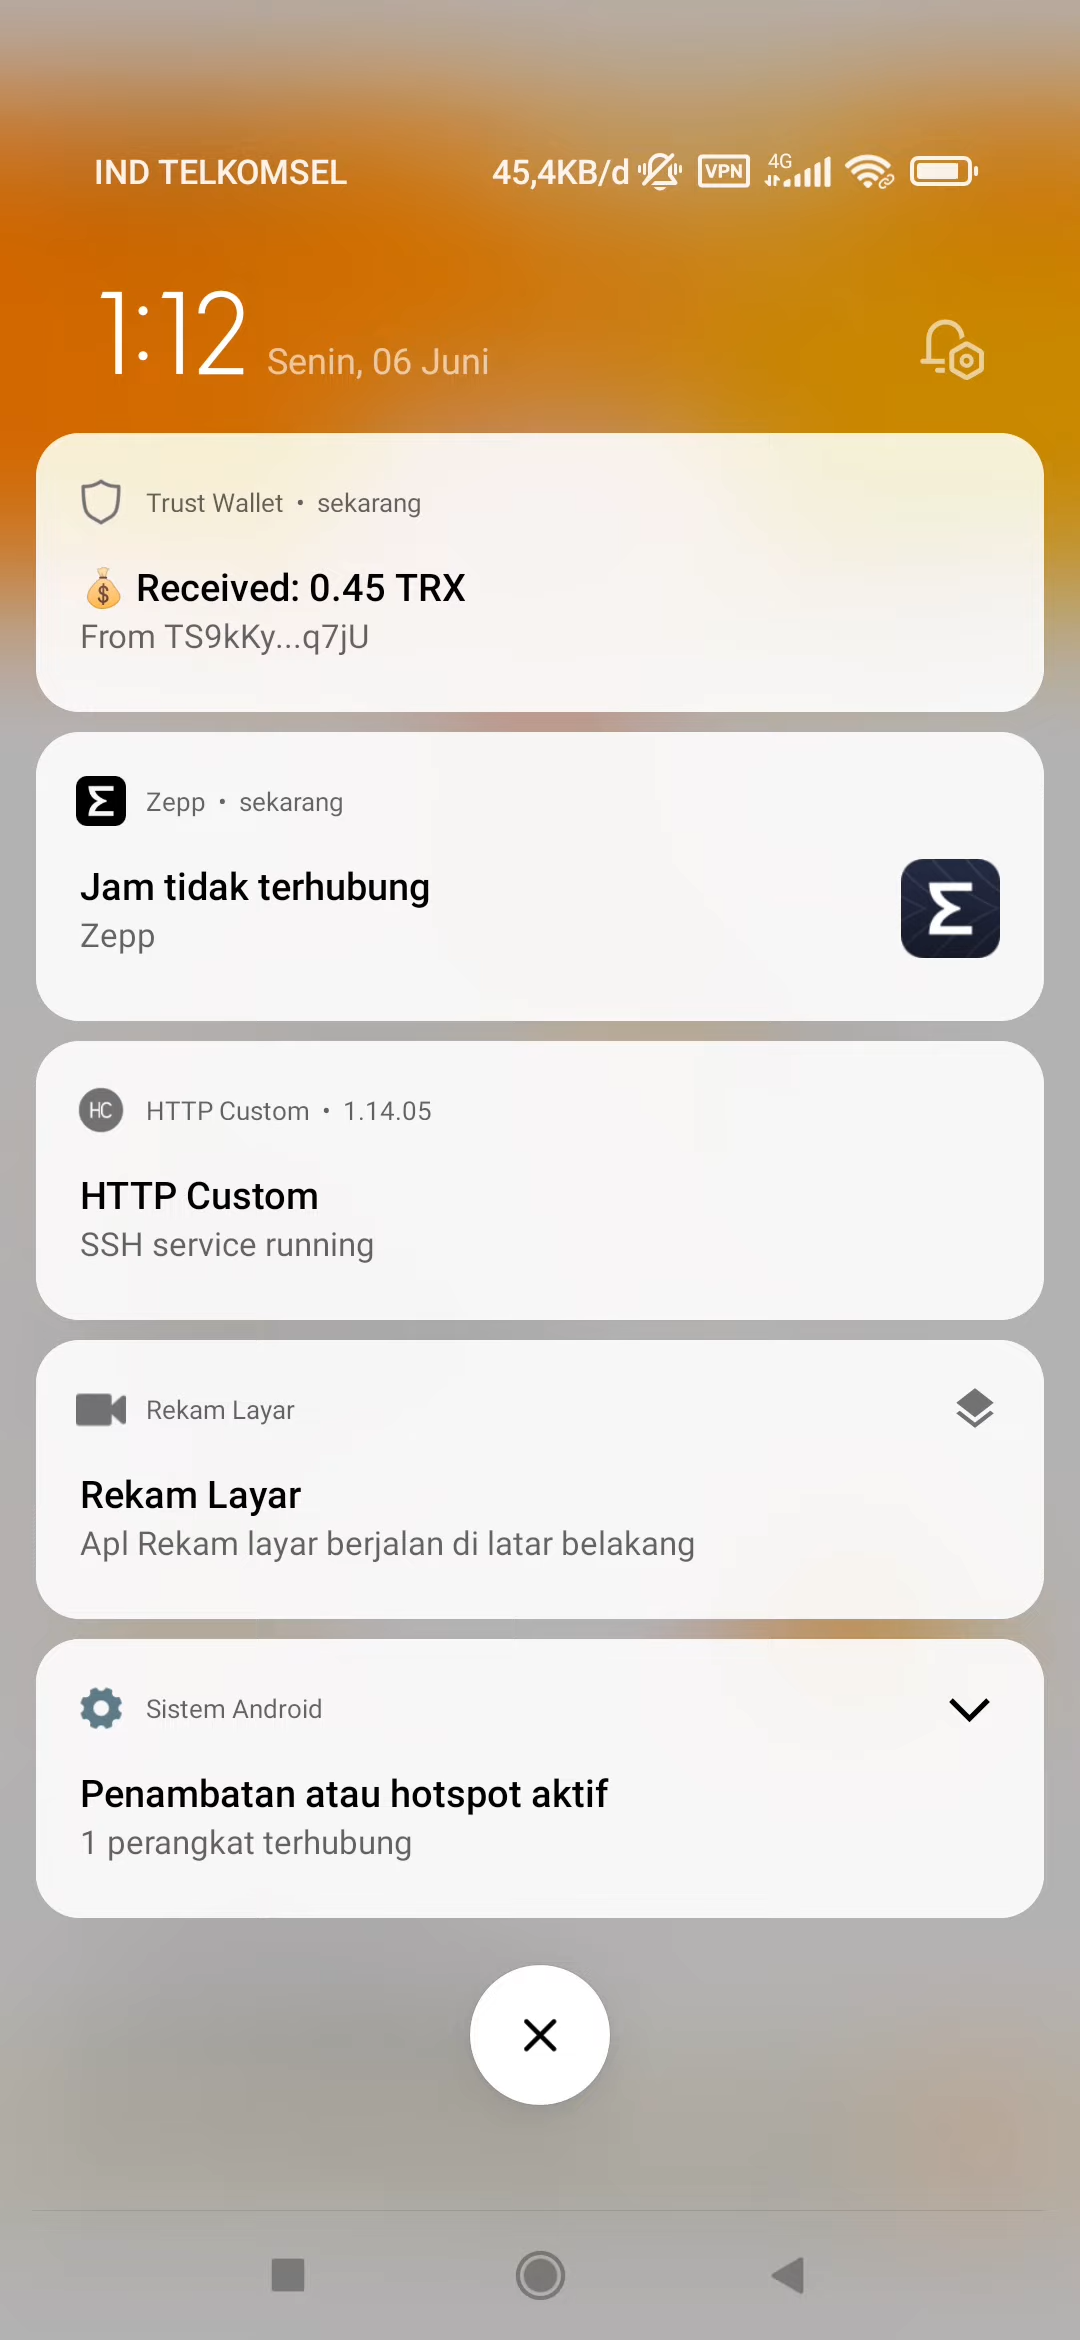 IND TELKOMSEL 45,4KB/d VPN 4G
1:12 Senin, 06 Juni
Trust Wallet • sekarang
💰 Received: 0.45 TRX
From TS9kKy...q7jU
Zepp • sekarang
Jam tidak terhubung
Zepp
HC HTTP Custom • 1.14.05
HTTP Custom
SSH service running
Rekam Layar
Rekam Layar
Apl Rekam layar berjalan di latar belakang
Sistem Android
Penambatan atau hotspot aktif
1 perangkat terhubung